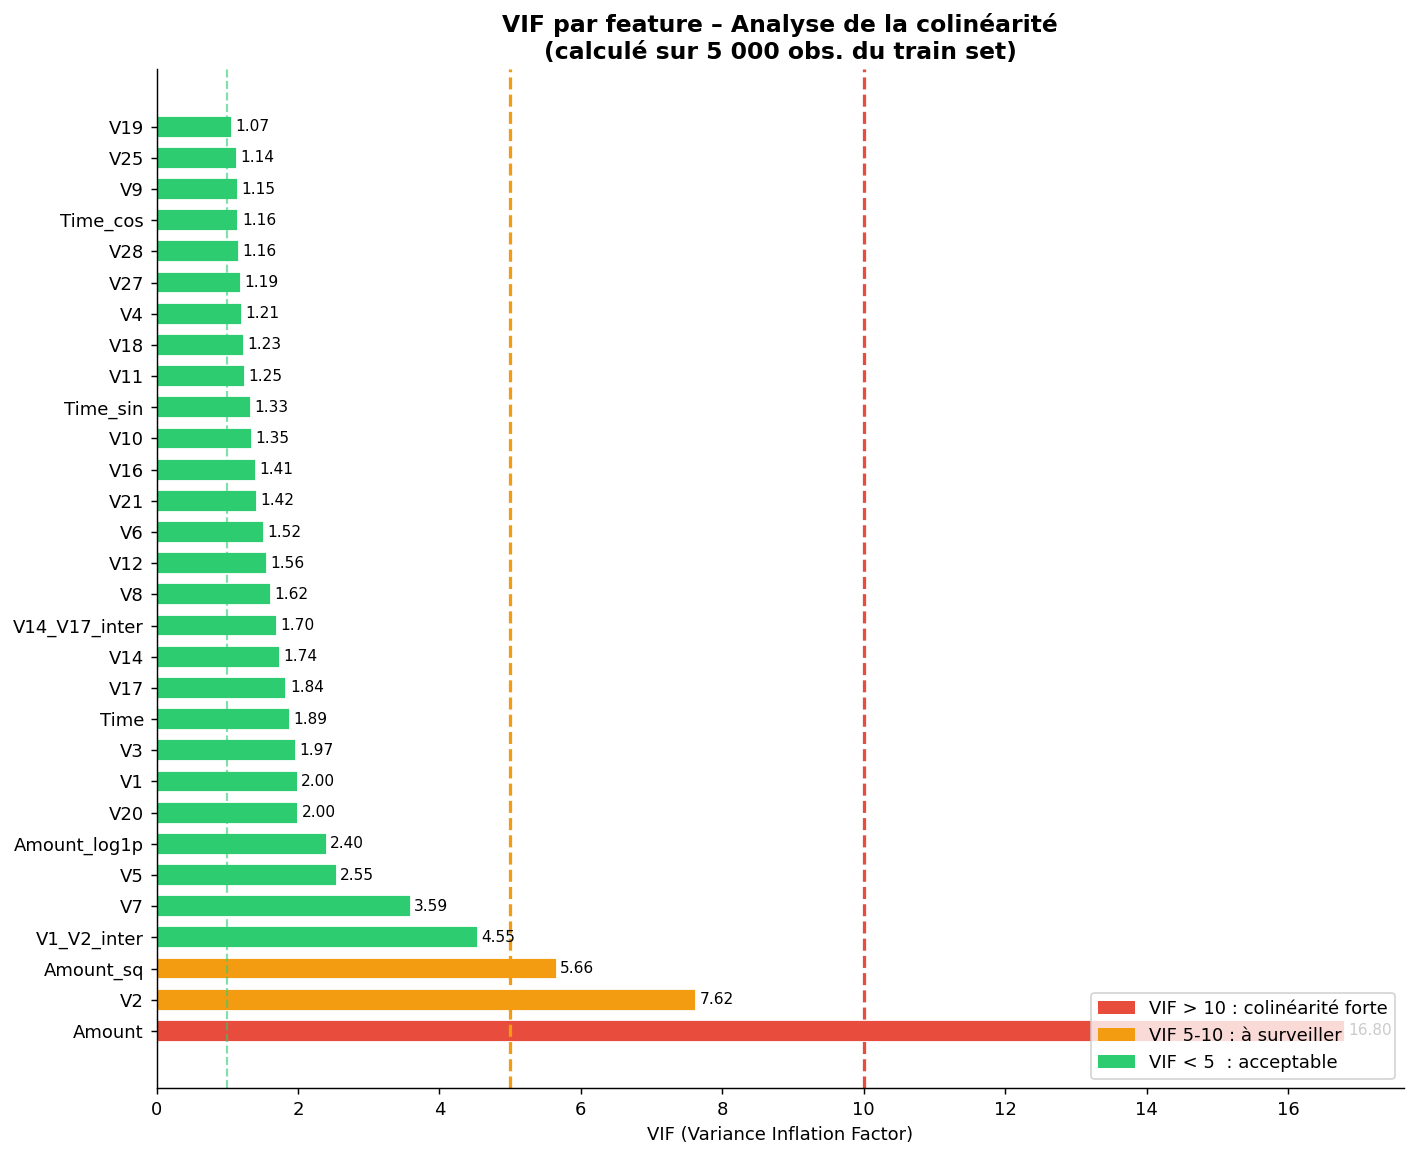 VIF par feature – Analyse de la colinéarité
(calculé sur 5 000 obs. du train set)
V19 1.07
V25 1.14
V9 1.15
Time_cos 1.16
V28 1.16
V27 1.19
V4 1.21
V18 1.23
V11 1.25
Time_sin 1.33
V10 1.35
V16 1.41
V21 1.42
V6 1.52
V12 1.56
V8 1.62
V14_V17_inter 1.70
V14 1.74
V17 1.84
Time 1.89
V3 1.97
V1 2.00
V20 2.00
Amount_log1p 2.40
V5 2.55
V7 3.59
V1_V2_inter 4.55
Amount_sq 5.66
V2 7.62
Amount 16.80
VIF > 10 : colinéarité forte
VIF 5-10 : à surveiller
VIF < 5  : acceptable
0 2 4 6 8 10 12 14 16
VIF (Variance Inflation Factor)